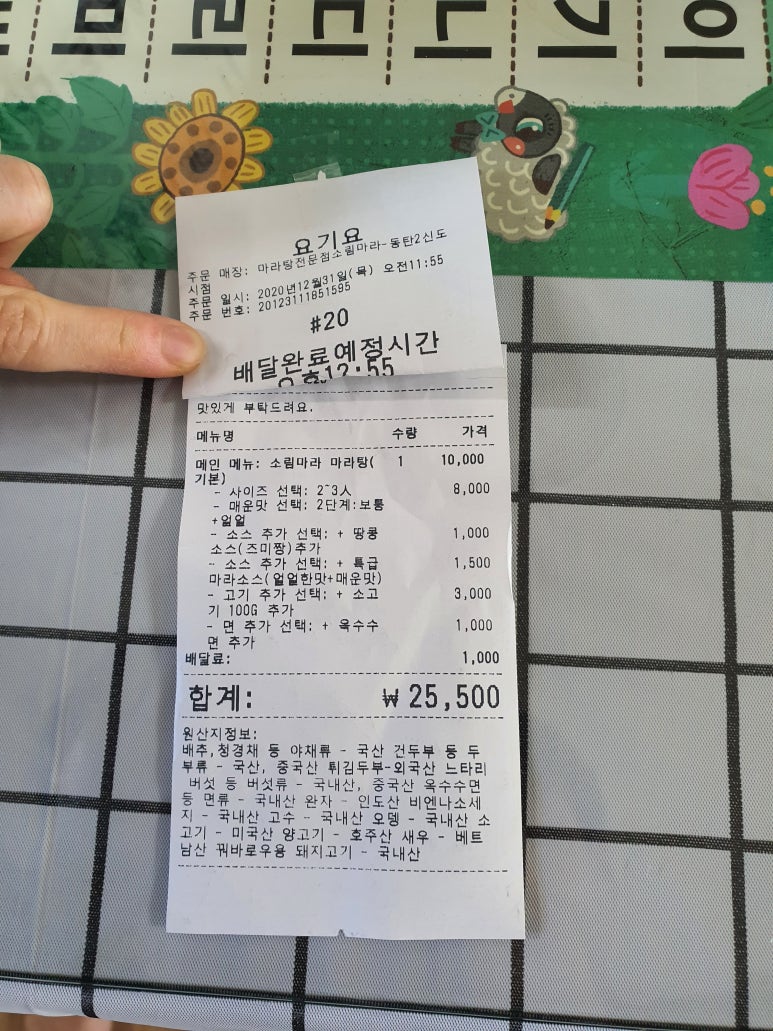 미 리 디 니 기 이
요기요
주문 매장: 마라탕전문점소림마라-동탄2신도
시점
주문 일시: 2020년12월31일(목) 오전11:55
주문 번호: 20123111851595
#20
배달완료예정시간
오후12:55
맛있게 부탁드려요.
메뉴명 수량 가격
메인 메뉴: 소림마라 마라탕( 1 10,000
기본)
- 사이즈 선택: 2~3人 8,000
- 매운맛 선택: 2단계:보통
+얼얼
- 소스 추가 선택: + 땅콩 1,000
소스(즈미짱)추가
- 소스 추가 선택: + 특급 1,500
마라소스(얼얼한맛+매운맛)
- 고기 추가 선택: + 소고 3,000
기 100G 추가
- 면 추가 선택: + 옥수수 1,000
면 추가
배달료: 1,000
합계: ₩ 25,500
원산지정보:
배추,청경채 등 야채류 - 국산 건두부 등 두
부류 - 국산, 중국산 튀김두부-외국산 느타리
버섯 등 버섯류 - 국내산, 중국산 옥수수면
등 면류 - 국내산 완자 - 인도산 비엔나소세
지 - 국내산 고수 - 국내산 오뎅 - 국내산 소
고기 - 미국산 양고기 - 호주산 새우 - 베트
남산 꿔바로우용 돼지고기 - 국내산